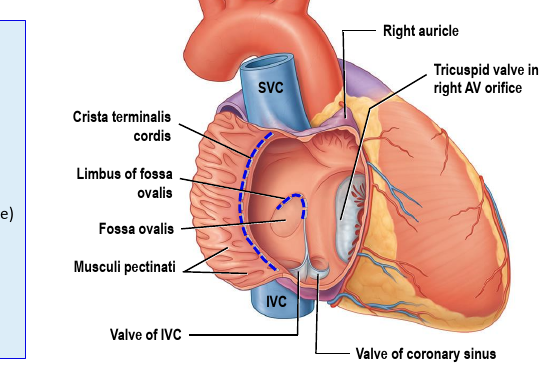 Right auricle
Tricuspid valve in
right AV orifice
SVC
Crista terminalis
cordis
Limbus of fossa
ovalis
e)
Fossa ovalis
Musculi pectinati
IVC
Valve of IVC
Valve of coronary sinus